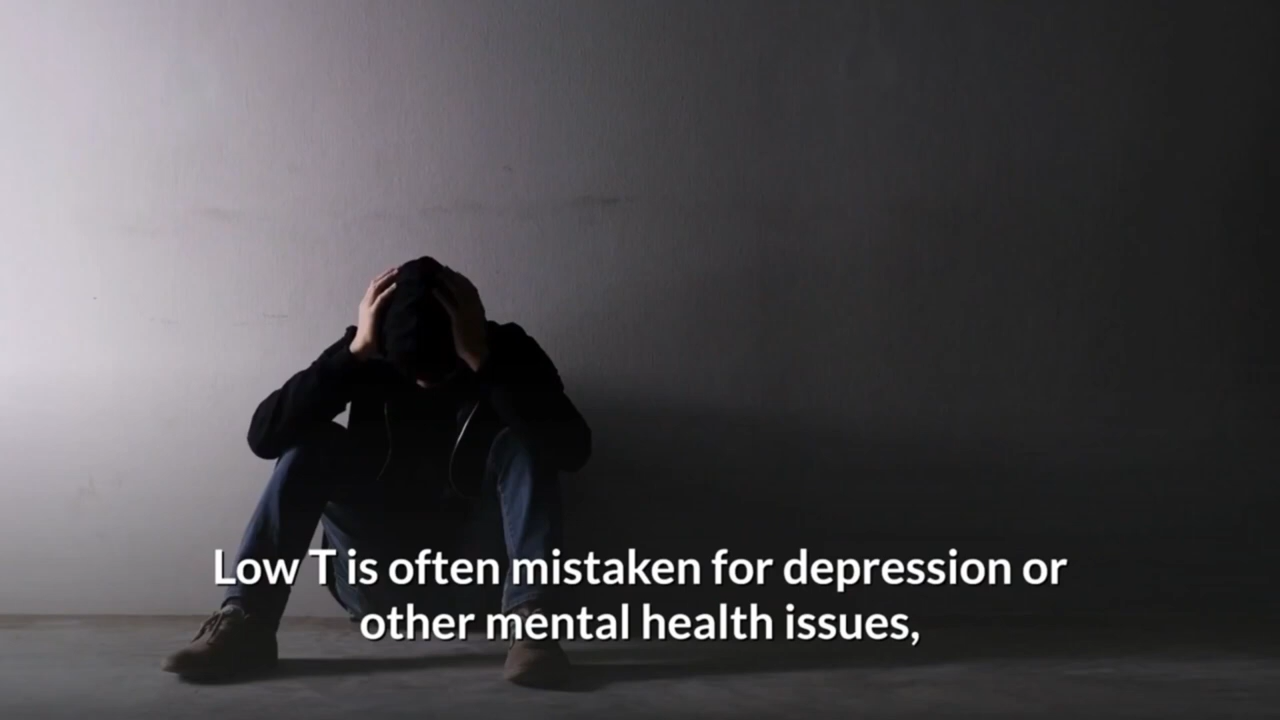 Low T is often mistaken for depression or
other mental health issues,